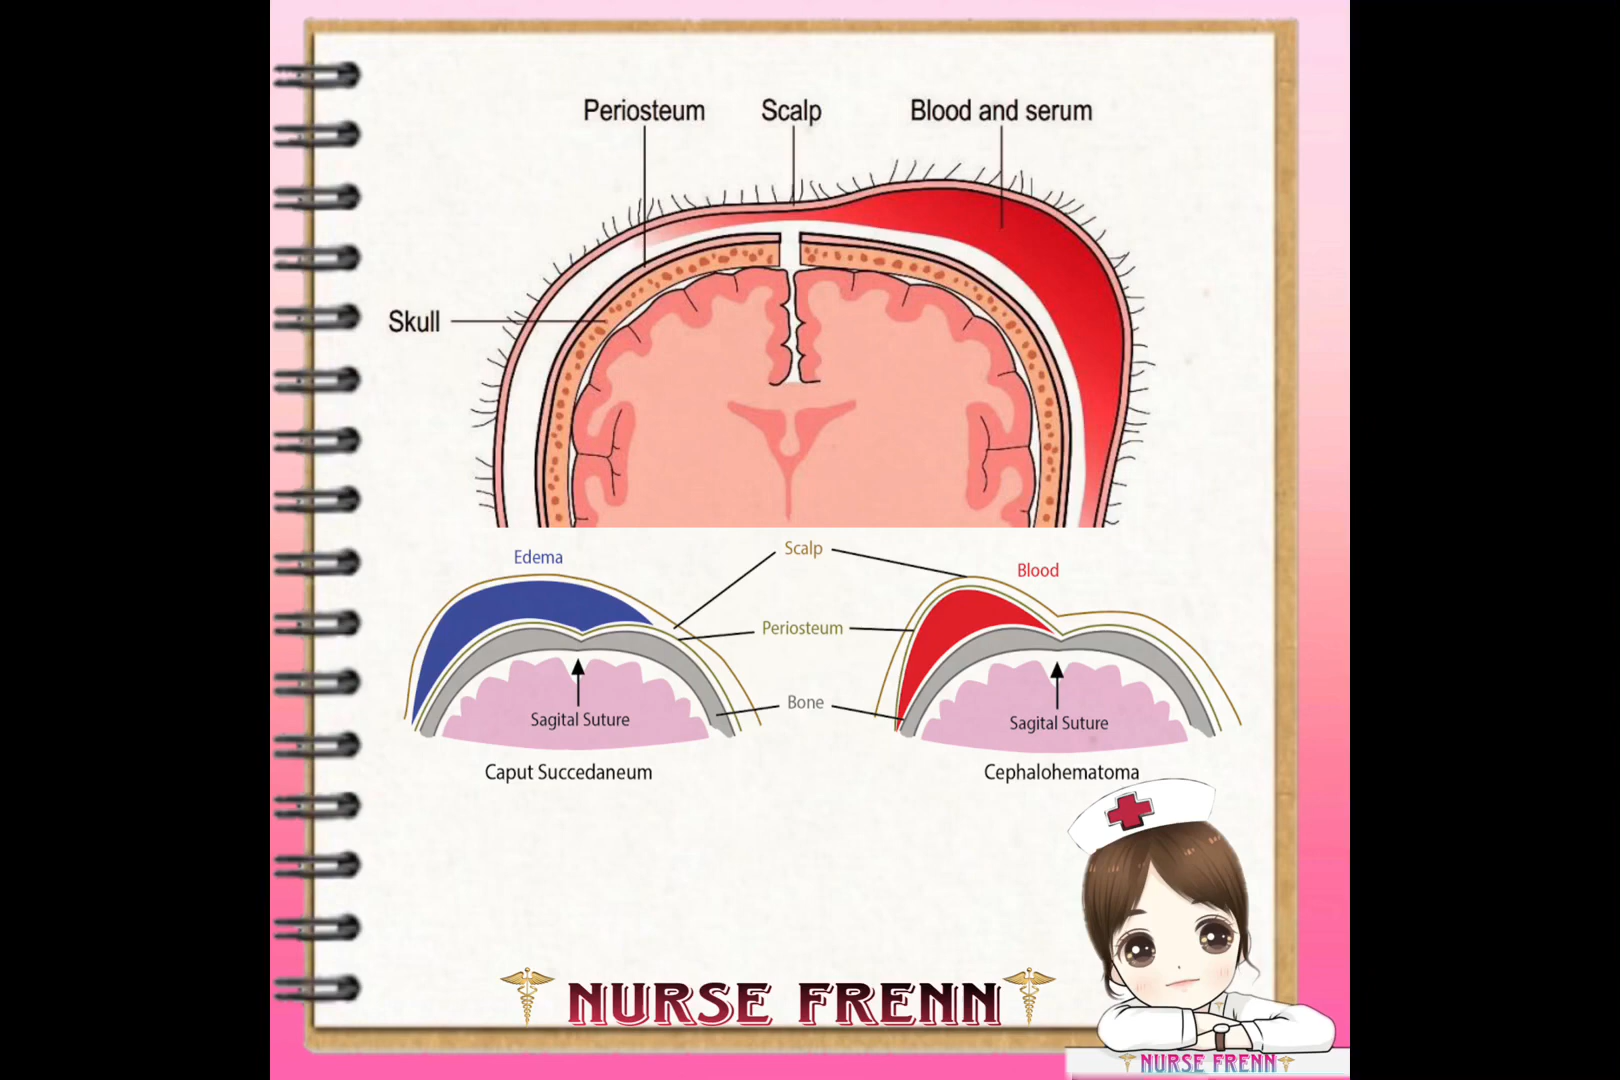 Periosteum Scalp Blood and serum
Skull
Edema
Scalp
Blood
Periosteum
Bone
Sagital Suture
Sagital Suture
Caput Succedaneum
Cephalohematoma
NURSE FRENN
NURSE FRENN